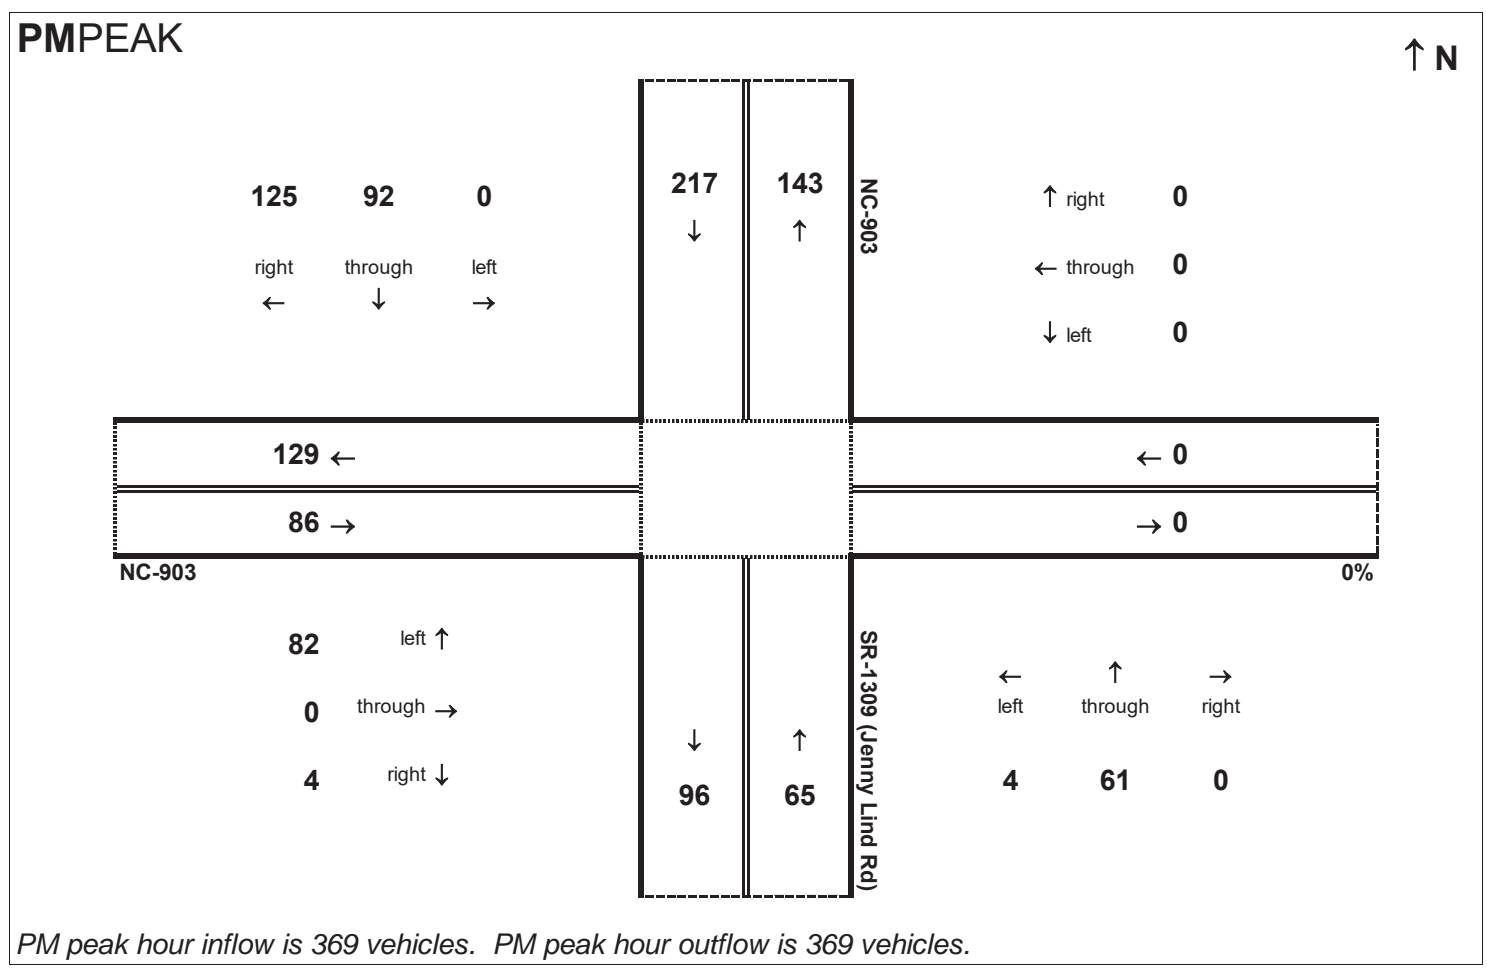 PMPEAK
↑ N
125 92 0
right through left
← ↓ →
217 143
↓ ↑
NC-903
↑ right 0
← through 0
↓ left 0
129 ←
86 →
← 0
→ 0
NC-903
0%
82 left ↑
0 through →
4 right ↓
↓ ↑
96 65
SR-1309 (Jenny Lind Rd)
← ↑ →
left through right
4 61 0
PM peak hour inflow is 369 vehicles. PM peak hour outflow is 369 vehicles.